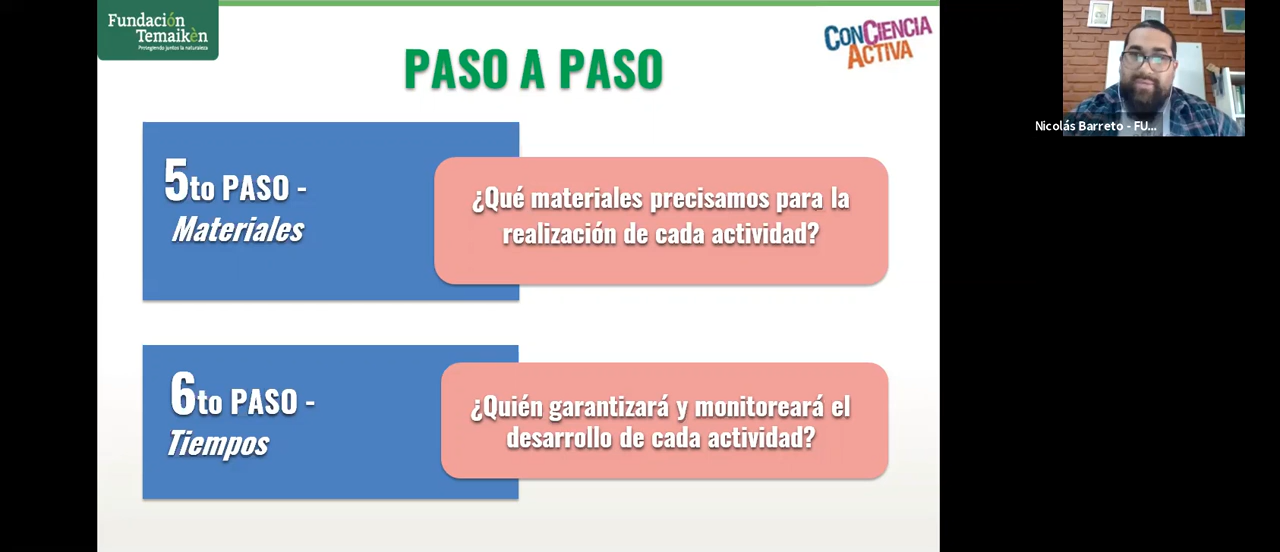 Fundación
Temaikèn
Protegiendo juntos la naturaleza
CONCIENCIA
ACTIVA
PASO A PASO
5to PASO -
Materiales
¿Qué materiales precisamos para la
realización de cada actividad?
6to PASO -
Tiempos
¿Quién garantizará y monitoreará el
desarrollo de cada actividad?
Nicolás Barreto - FU...